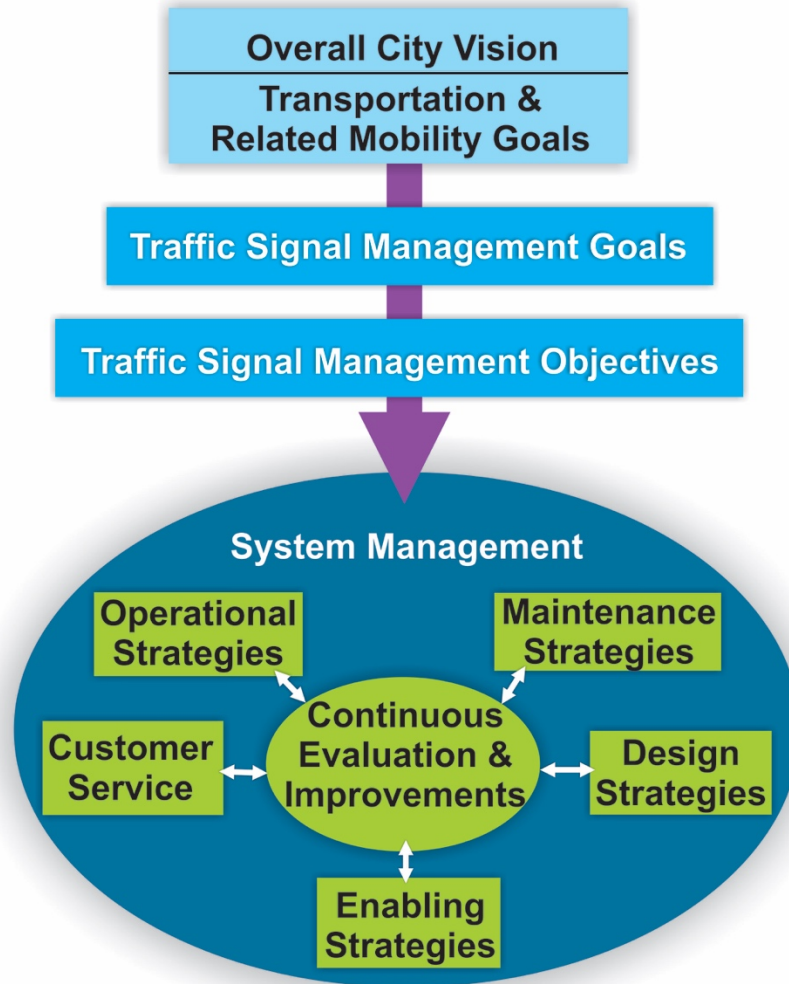 Overall City Vision
Transportation &
Related Mobility Goals
Traffic Signal Management Goals
Traffic Signal Management Objectives
System Management
Operational
Strategies
Maintenance
Strategies
Continuous
Evaluation &
Improvements
Customer
Service
Design
Strategies
Enabling
Strategies